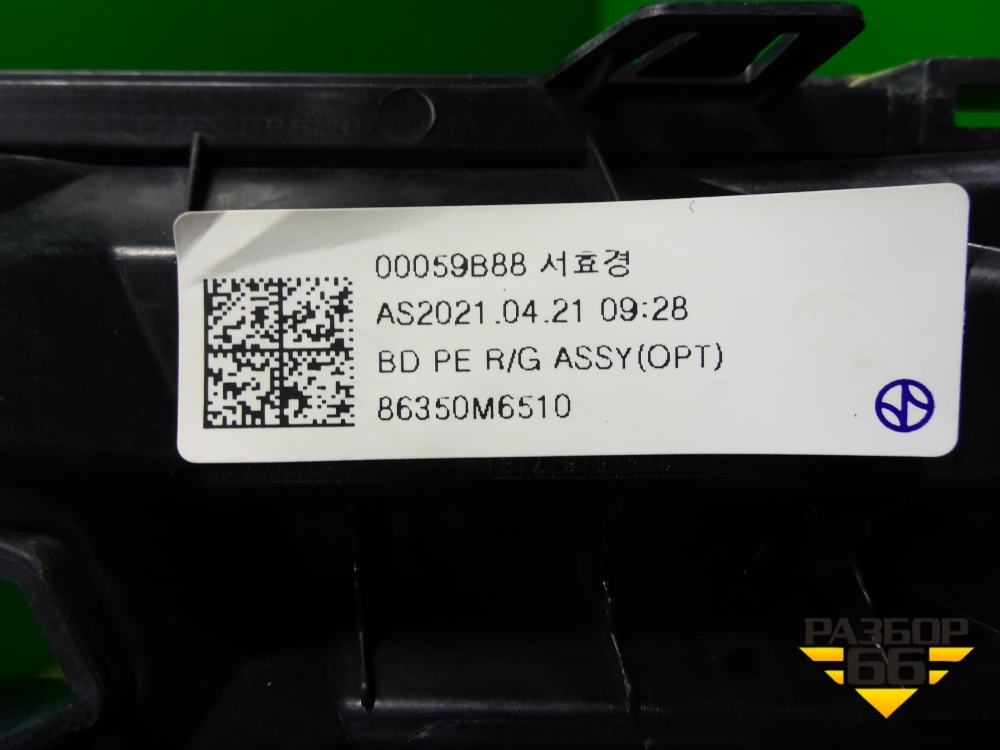 00059B88 서효경
AS2021.04.21 09:28
BD PE R/G ASSY(OPT)
86350M6510
РАЗБОР
66